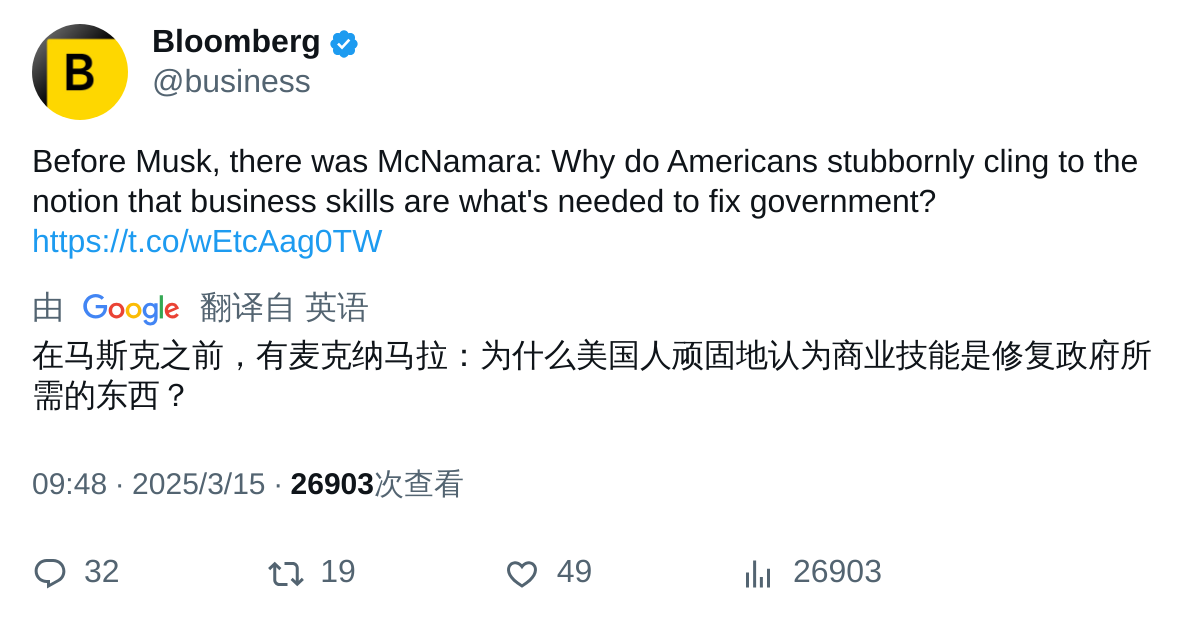 B
Bloomberg
@business
Before Musk, there was McNamara: Why do Americans stubbornly cling to the
notion that business skills are what's needed to fix government?
https://t.co/wEtcAag0TW
由 Google 翻译自 英语
在马斯克之前，有麦克纳马拉：为什么美国人顽固地认为商业技能是修复政府所
需的东西？
09:48 · 2025/3/15 · 26903次查看
32 19 49 26903